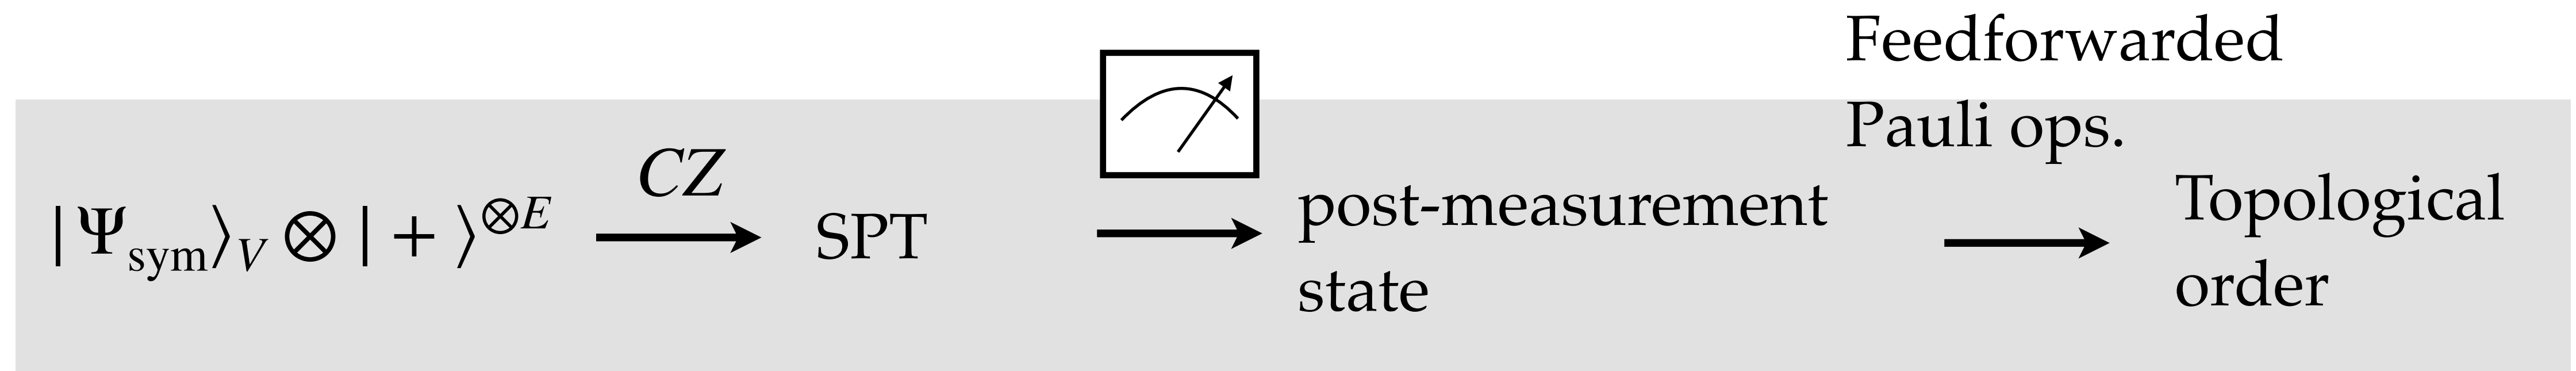 Feedforwarded
Pauli ops.
|Ψ_sym⟩_V ⊗ |+⟩^{⊗E}
CZ
SPT
post-measurement
state
Topological
order